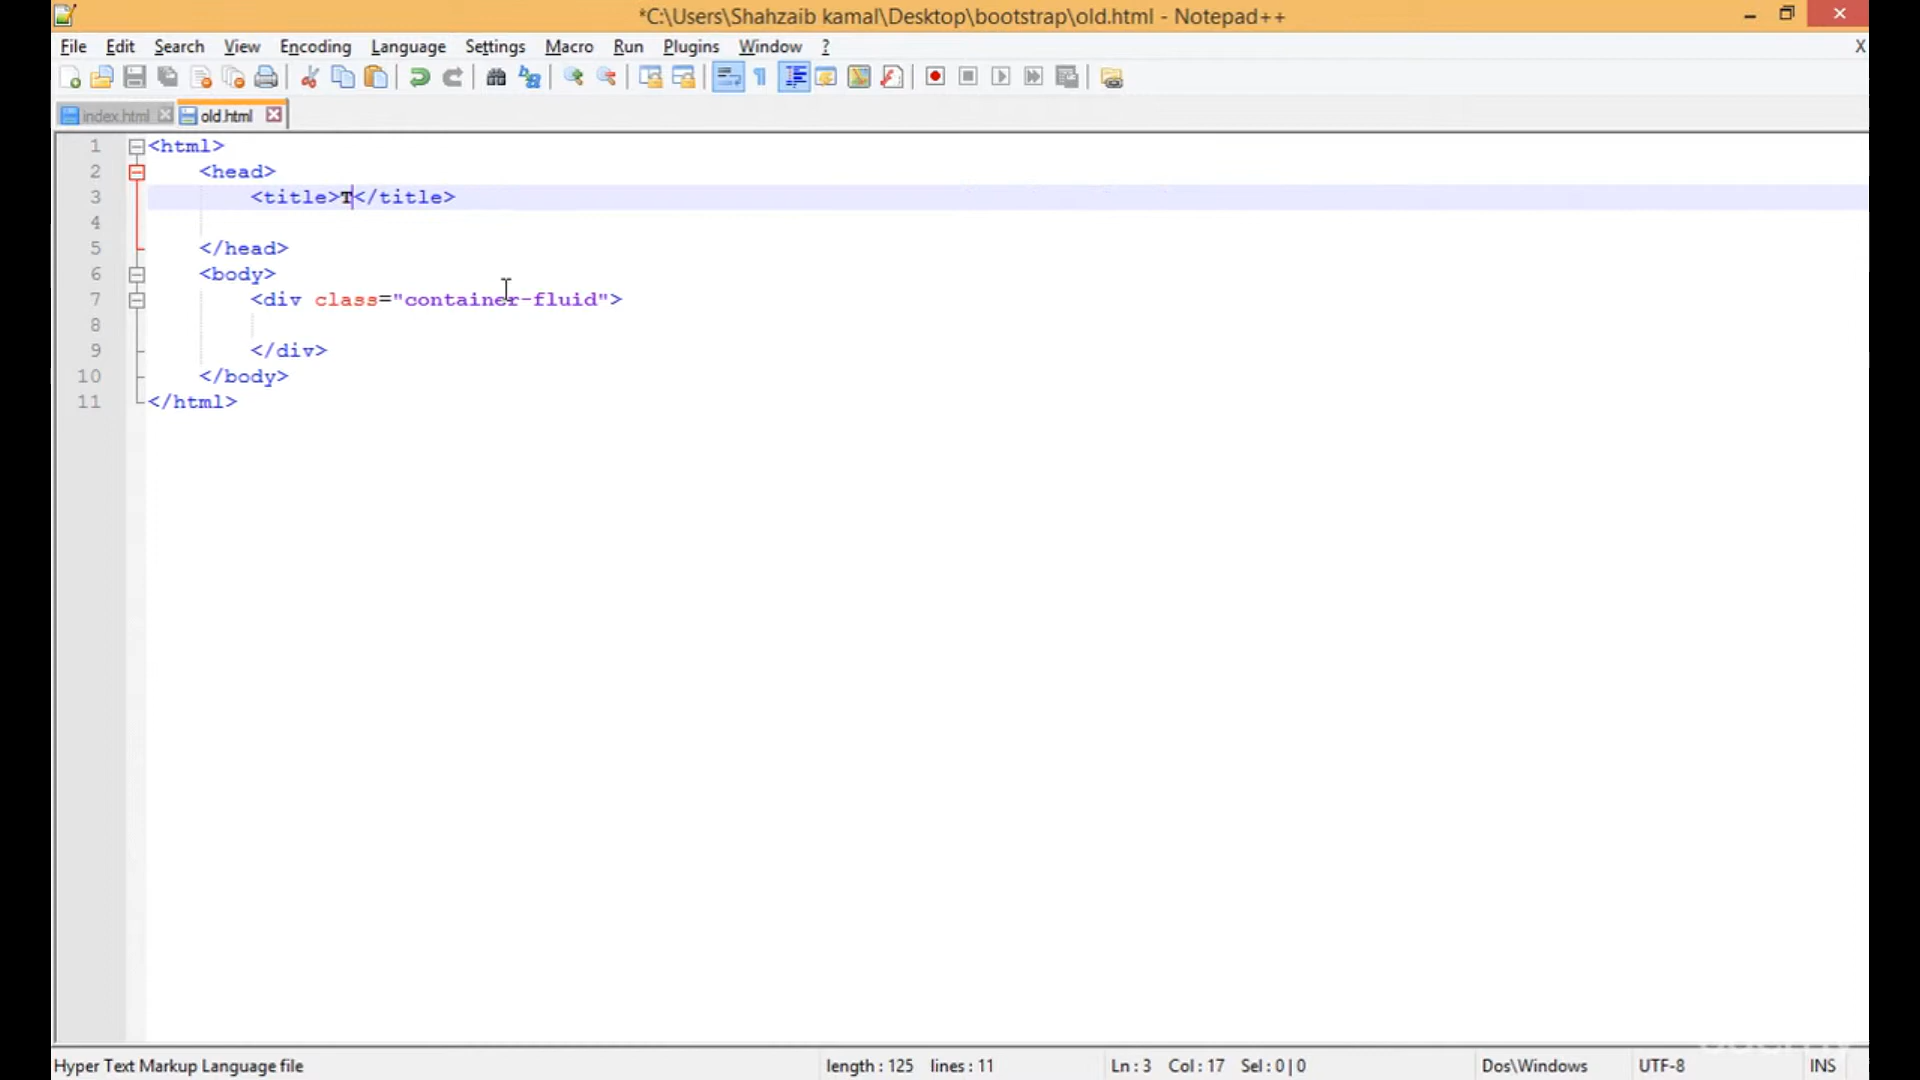 *C:\Users\Shahzaib kamal\Desktop\bootstrap\old.html - Notepad++
File Edit Search View Encoding Language Settings Macro Run Plugins Window ? X
index.html old.html
1 <html>
2 <head>
3 <title>T</title>
4
5 </head>
6 <body>
7 <div class="container-fluid">
8
9 </div>
10 </body>
11 </html>
Hyper Text Markup Language file length : 125 lines : 11 Ln : 3 Col : 17 Sel : 0 | 0 Dos\Windows UTF-8 INS